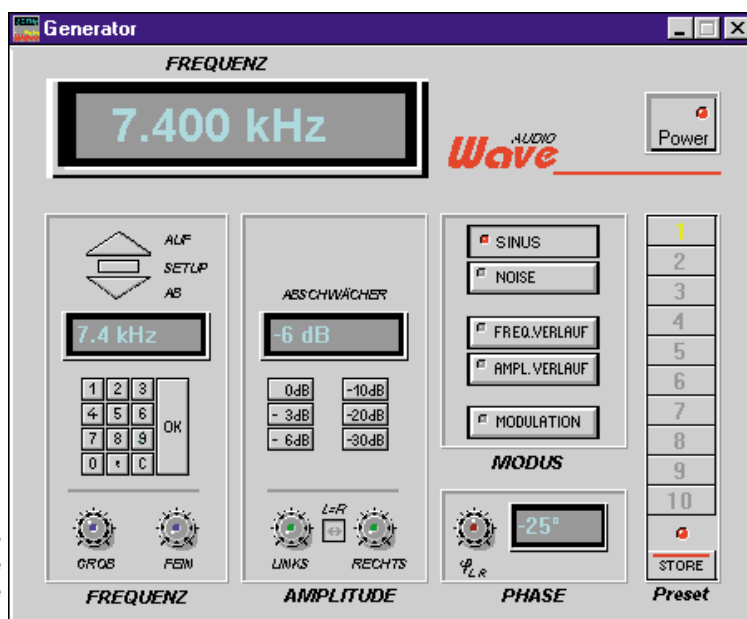 Generator
FREQUENZ
7.400 kHz
AUDIO
Wave
Power
AUF
SETUP
AB
7.4 kHz
1 2 3
4 5 6
7 8 9
0 * C
OK
GROB FEIN
FREQUENZ
ABSCHWÄCHER
-6 dB
0dB -10dB
- 3dB -20dB
- 6dB -30dB
L=R
LINKS RECHTS
AMPLITUDE
SINUS
NOISE
FREQ.VERLAUF
AMPL.VERLAUF
MODULATION
MODUS
-25°
φLR
PHASE
1
2
3
4
5
6
7
8
9
10
STORE
Preset